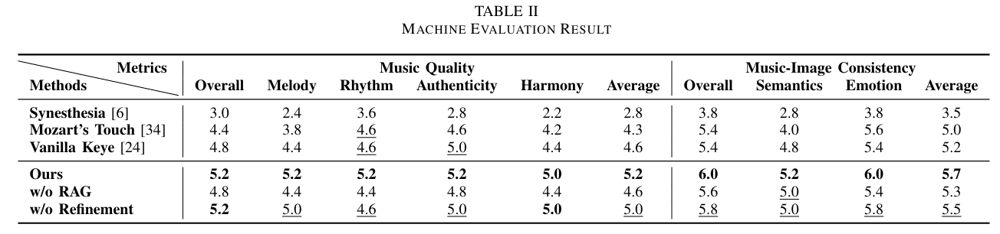 TABLE II
MACHINE EVALUATION RESULT
Metrics Music Quality Music-Image Consistency
Methods Overall Melody Rhythm Authenticity Harmony Average Overall Semantics Emotion Average
Synesthesia [6] 3.0 2.4 3.6 2.8 2.2 2.8 3.8 2.8 3.8 3.5
Mozart's Touch [34] 4.4 3.8 4.6 4.6 4.2 4.3 5.4 4.0 5.6 5.0
Vanilla Keye [24] 4.8 4.4 4.6 5.0 4.4 4.6 5.4 4.8 5.4 5.2
Ours 5.2 5.2 5.2 5.2 5.0 5.2 6.0 5.2 6.0 5.7
w/o RAG 4.8 4.4 4.4 4.8 4.4 4.6 5.6 5.0 5.4 5.3
w/o Refinement 5.2 5.0 4.6 5.0 5.0 5.0 5.8 5.0 5.8 5.5